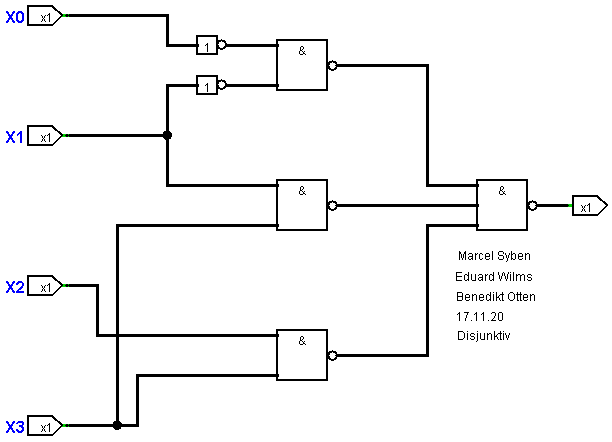 X0 x1
1
&
1
X1 x1
&
&
x1
Marcel Syben
Eduard Wilms
X2 x1
Benedikt Otten
17.11.20
Disjunktiv
&
X3 x1